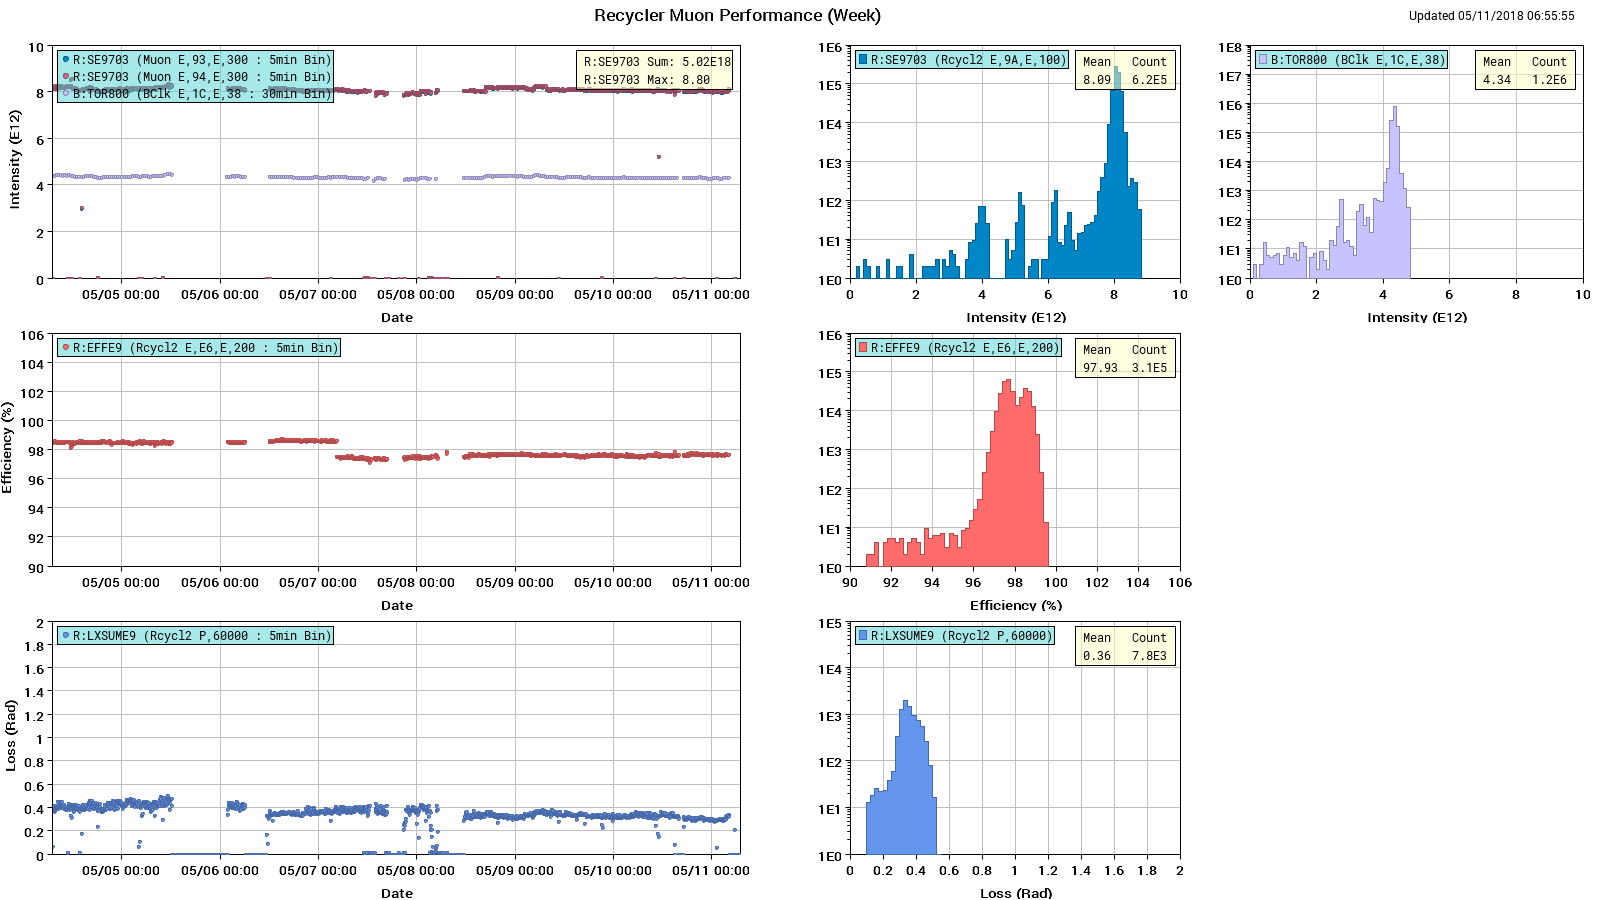 Recycler Muon Performance (Week)
Updated 05/11/2018 06:55:55
Intensity (E12)
10
8
6
4
2
0
R:SE9703 (Muon E,93,E,300 : 5min Bin)
R:SE9703 (Muon E,94,E,300 : 5min Bin)
B:TOR800 (BClk E,1C,E,38 : 30min Bin)
R:SE9703 Sum: 5.02E18
R:SE9703 Max: 8.80
05/05 00:00 05/06 00:00 05/07 00:00 05/08 00:00 05/09 00:00 05/10 00:00 05/11 00:00
Date
1E6
1E5
1E4
1E3
1E2
1E1
1E0
R:SE9703 (Rcycl2 E,9A,E,100)
Mean Count
8.09 6.2E5
0 2 4 6 8 10
Intensity (E12)
1E8
1E7
1E6
1E5
1E4
1E3
1E2
1E1
1E0
B:TOR800 (BClk E,1C,E,38)
Mean Count
4.34 1.2E6
0 2 4 6 8 10
Intensity (E12)
Efficiency (%)
106
104
102
100
98
96
94
92
90
R:EFFE9 (Rcycl2 E,E6,E,200 : 5min Bin)
05/05 00:00 05/06 00:00 05/07 00:00 05/08 00:00 05/09 00:00 05/10 00:00 05/11 00:00
Date
1E6
1E5
1E4
1E3
1E2
1E1
1E0
R:EFFE9 (Rcycl2 E,E6,E,200)
Mean Count
97.93 3.1E5
90 92 94 96 98 100 102 104 106
Efficiency (%)
Loss (Rad)
2
1.8
1.6
1.4
1.2
1
0.8
0.6
0.4
0.2
0
R:LXSUME9 (Rcycl2 P,60000 : 5min Bin)
05/05 00:00 05/06 00:00 05/07 00:00 05/08 00:00 05/09 00:00 05/10 00:00 05/11 00:00
Date
1E5
1E4
1E3
1E2
1E1
1E0
R:LXSUME9 (Rcycl2 P,60000)
Mean Count
0.36 7.8E3
0 0.2 0.4 0.6 0.8 1 1.2 1.4 1.6 1.8 2
Loss (Rad)